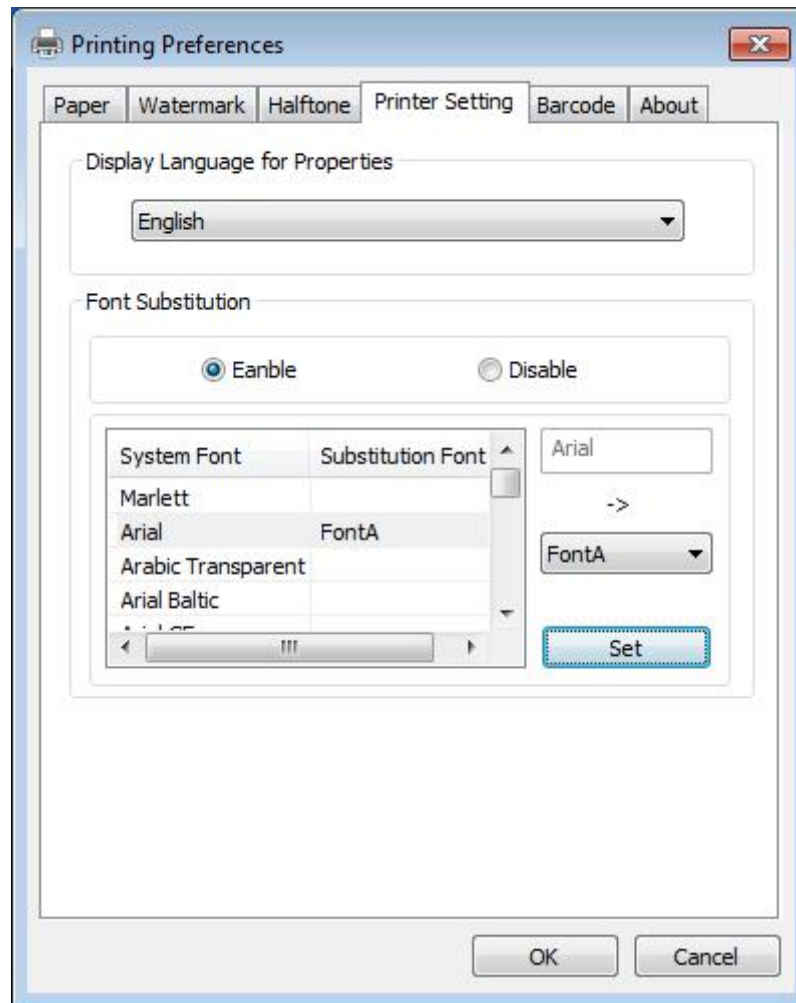 Printing Preferences
Paper Watermark Halftone Printer Setting Barcode About
Display Language for Properties
English
Font Substitution
Eanble Disable
System Font Substitution Font
Arial
Marlett
->
Arial FontA
FontA
Arabic Transparent
Arial Baltic
Set
OK Cancel